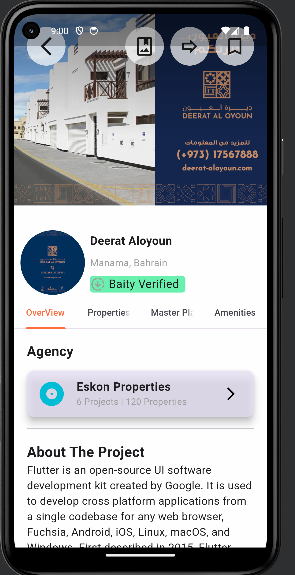 9:00
DEERAT AL OYOUN
للمزيد من المعلومات
(+973) 17567888
deerat-aloyoun.com
Deerat Aloyoun
Manama, Bahrain
Baity Verified
OverView Properties Master Pl Amenities
Agency
Eskon Properties
6 Projects | 120 Properties
About The Project
Flutter is an open-source UI software
development kit created by Google. It is used
to develop cross platform applications from
a single codebase for any web browser,
Fuchsia, Android, iOS, Linux, macOS, and
Windows. First described in 2015, Flutter